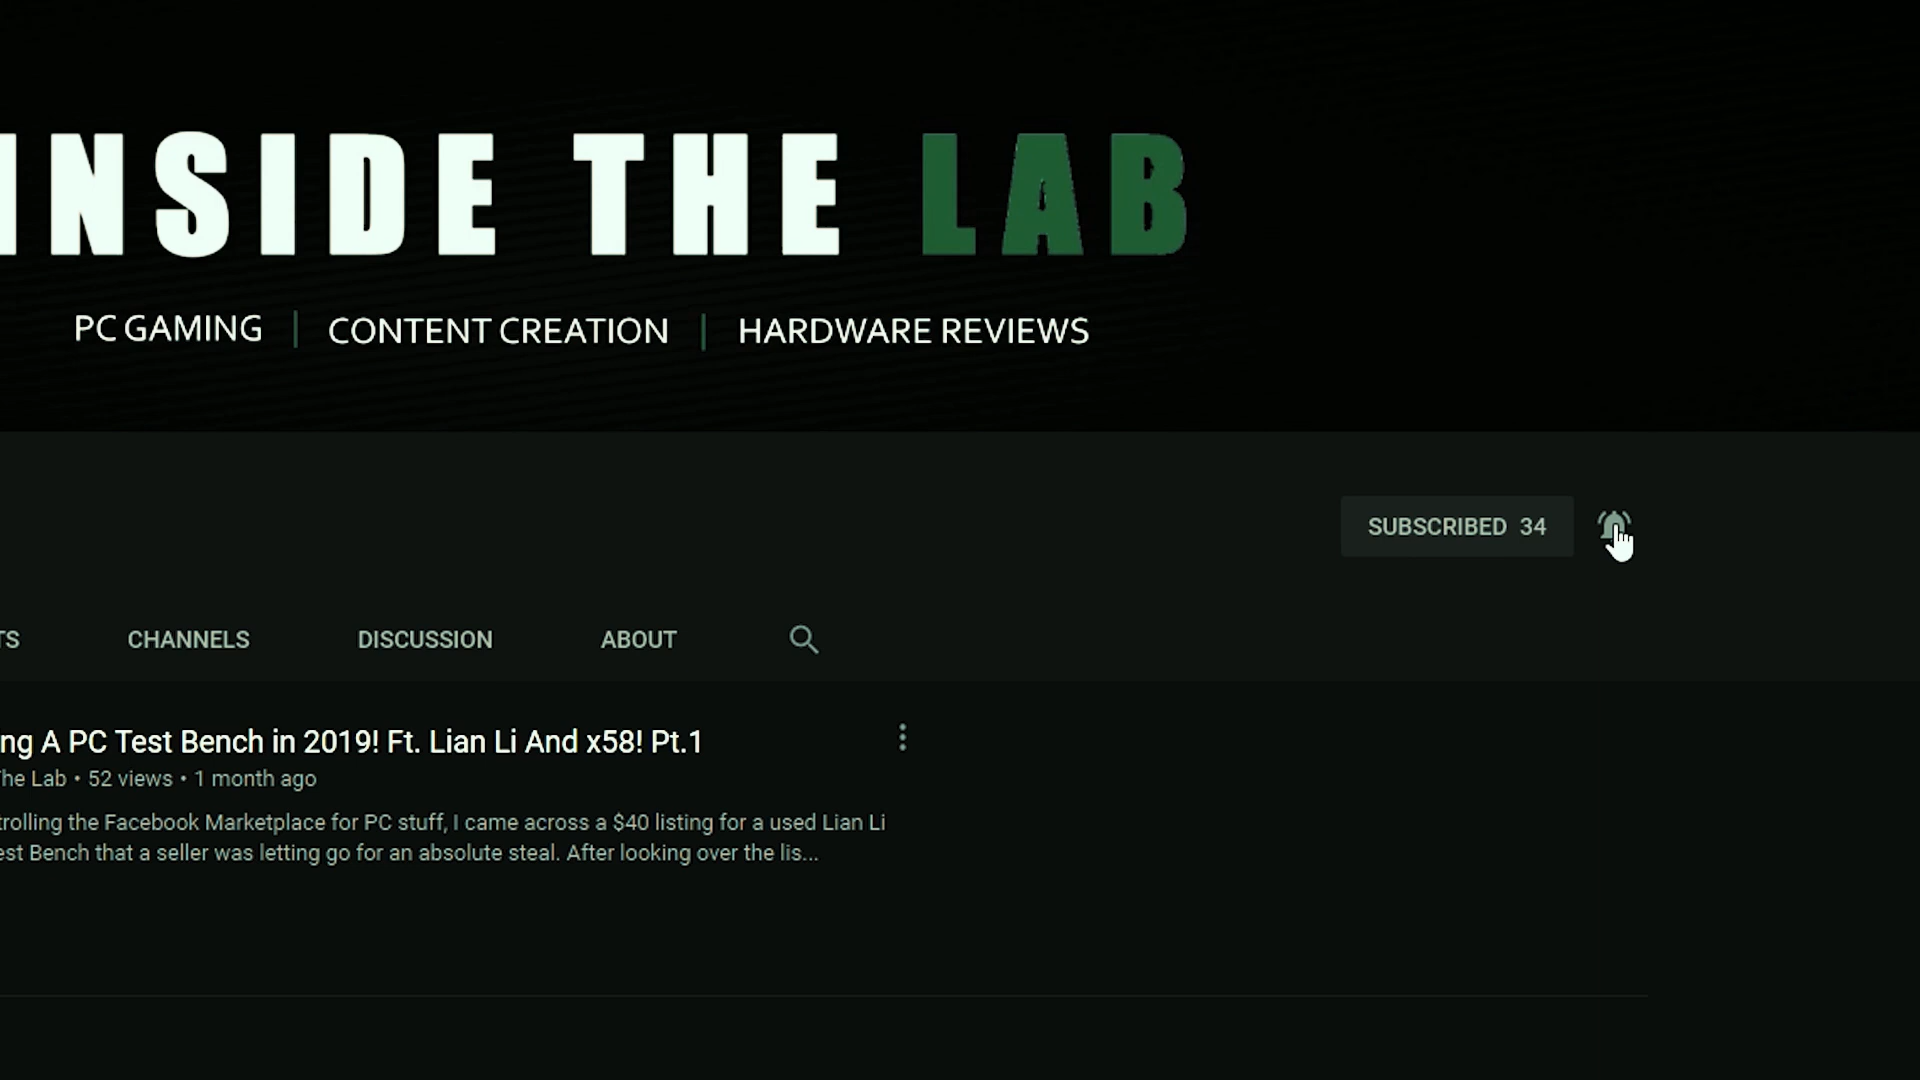 INSIDE THE LAB
PC GAMING | CONTENT CREATION | HARDWARE REVIEWS
SUBSCRIBED 34
TS CHANNELS DISCUSSION ABOUT
ng A PC Test Bench in 2019! Ft. Lian Li And x58! Pt.1
The Lab • 52 views • 1 month ago
trolling the Facebook Marketplace for PC stuff, I came across a $40 listing for a used Lian Li
est Bench that a seller was letting go for an absolute steal. After looking over the lis...